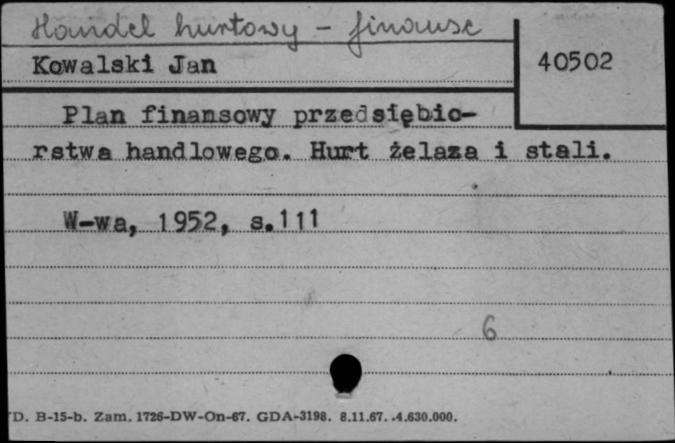 Handel hurtowy - finanse
Kowalski Jan
40502
Plan finansowy przedsiębio-
rstwa handlowego. Hurt żelaza i stali.
W-wa, 1952, s.111
6
D. B-15-b. Zam. 1726-DW-On-67. GDA-3198. 8.11.67. .4.630.000.